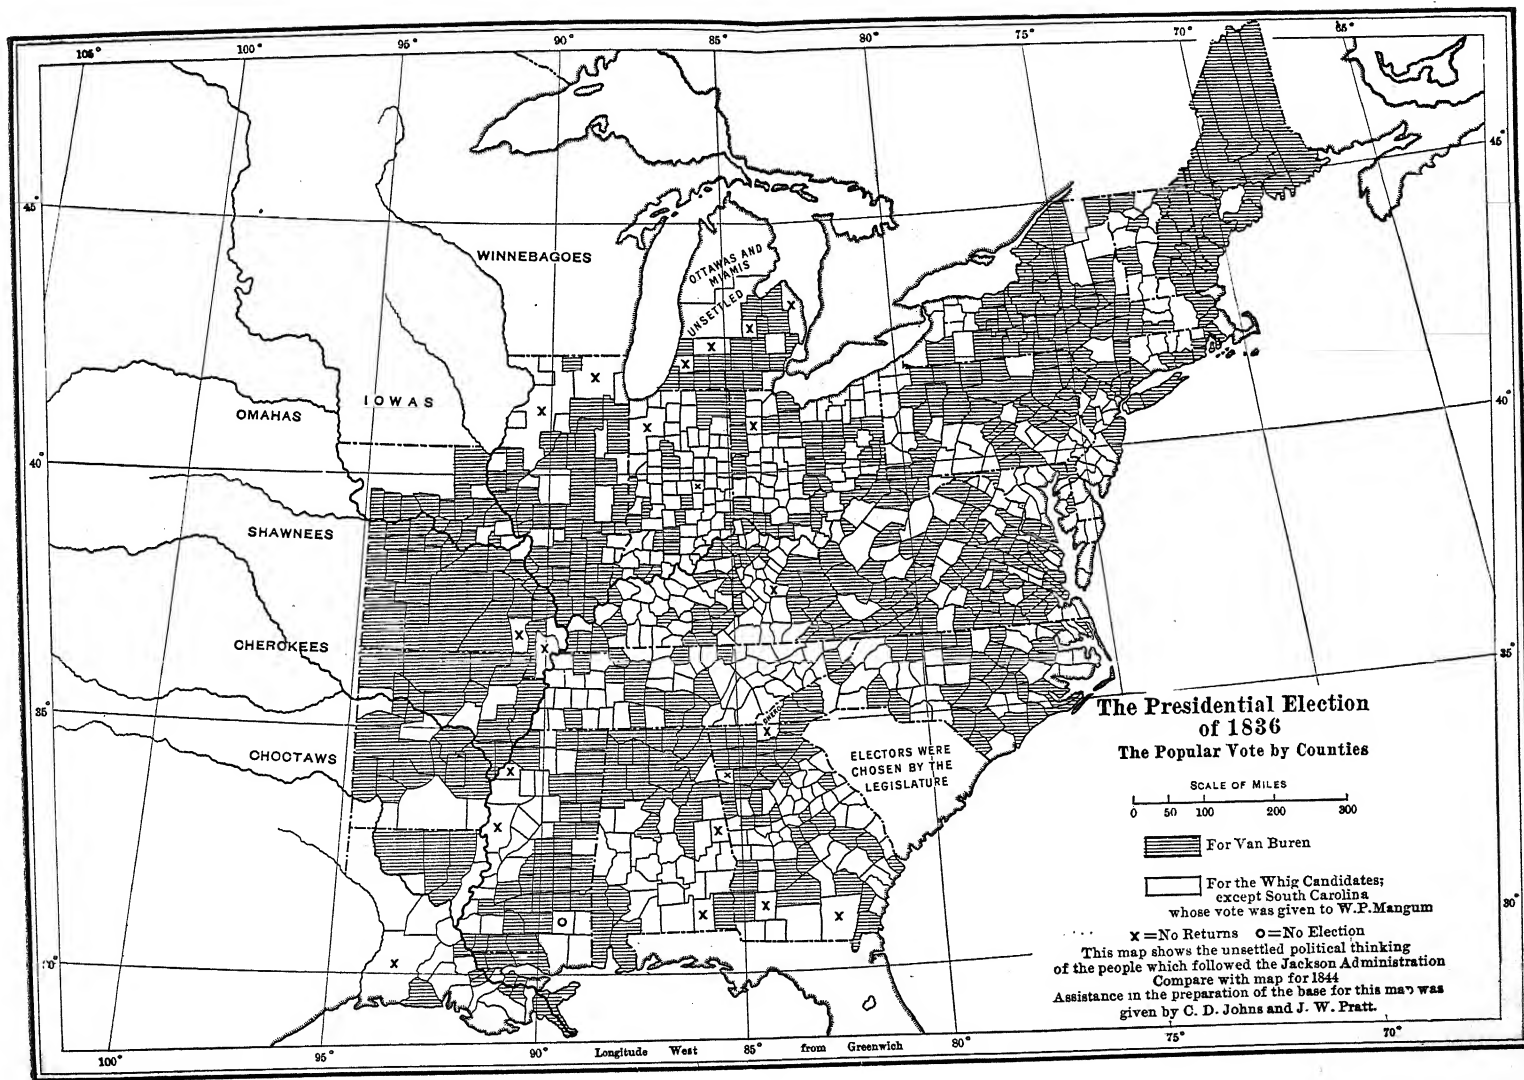 105° 100° 95° 90° 85° 80° 75° 70° 65°
45°
45°
WINNEBAGOES
OTTAWAS AND
MIAMIS
UNSETTLED
X
X
X
X
X
X
IOWAS
OMAHAS
40°
40°
X
X
X
SHAWNEES
X
X
X
CHEROKEES
35°
35°
CHOCTAWS
X
X
X
X
X
ELECTORS WERE
CHOSEN BY THE
LEGISLATURE
The Presidential Election
of 1836
The Popular Vote by Counties
SCALE OF MILES
0 50 100 200 300
For Van Buren
For the Whig Candidates;
except South Carolina
whose vote was given to W.P.Mangum
X=No Returns O=No Election
This map shows the unsettled political thinking
of the people which followed the Jackson Administration
Compare with map for 1844
Assistance in the preparation of the base for this map was
given by C. D. Johns and J. W. Pratt.
X
X
X
O
X
30°
100° 95° 90° Longitude West 85° from Greenwich 80° 75° 70°